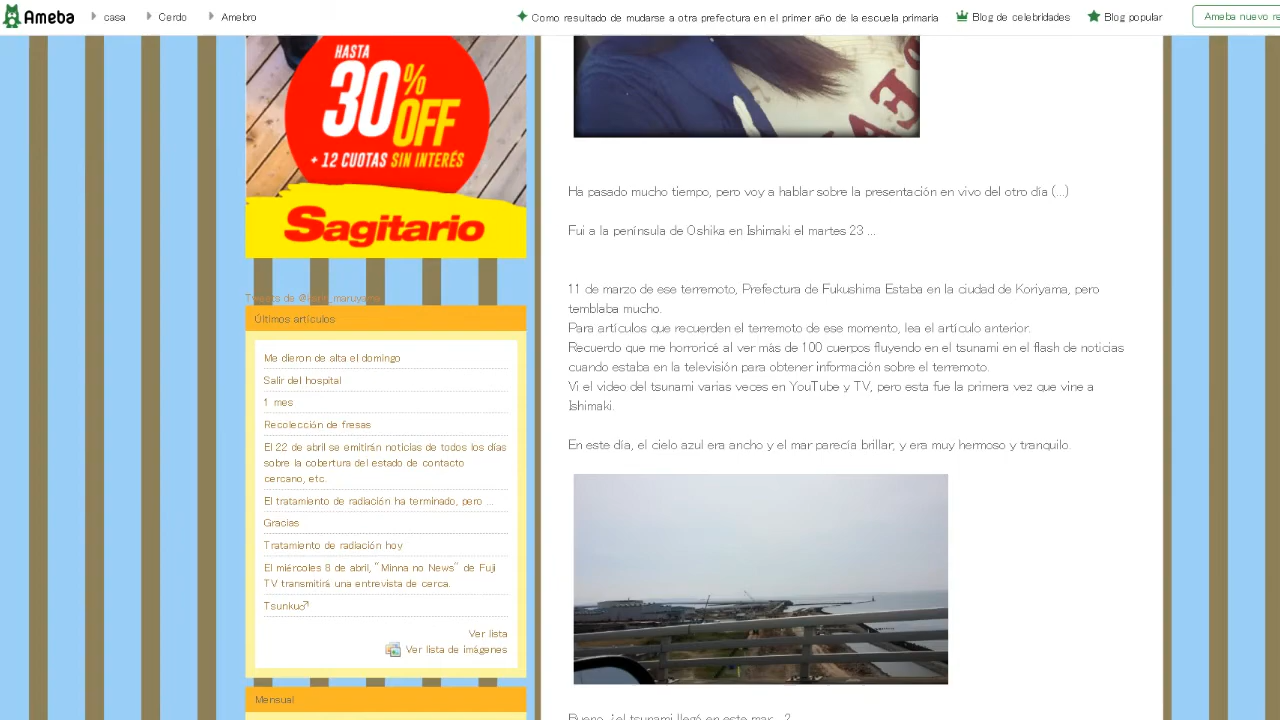 Ameba
casa
Cerdo
Amebro
Como resultado de mudarse a otra prefectura en el primer año de la escuela primaria
Blog de celebridades
Blog popular
Ameba nuevo re
HASTA
30% OFF
+ 12 CUOTAS SIN INTERÉS
Sagitario
Tweets de
Últimos artículos
Me dieron de alta el domingo
Salir del hospital
1 mes
Recolección de fresas
El 22 de abril se emitirán noticias de todos los días
sobre la cobertura del estado de contacto
cercano, etc.
El tratamiento de radiación ha terminado, pero ...
Gracias
Tratamiento de radiación hoy
El miércoles 8 de abril, "Minna no News" de Fuji
TV transmitirá una entrevista de cerca.
Tsunku♂
Ver lista
Ver lista de imágenes
Mensual
Ha pasado mucho tiempo, pero voy a hablar sobre la presentación en vivo del otro día (...)
Fui a la península de Oshika en Ishimaki el martes 23 ...
11 de marzo de ese terremoto, Prefectura de Fukushima Estaba en la ciudad de Koriyama, pero
temblaba mucho.
Para artículos que recuerden el terremoto de ese momento, lea el artículo anterior.
Recuerdo que me horroricé al ver más de 100 cuerpos fluyendo en el tsunami en el flash de noticias
cuando estaba en la televisión para obtener información sobre el terremoto.
Vi el video del tsunami varias veces en YouTube y TV, pero esta fue la primera vez que vine a
Ishimaki.
En este día, el cielo azul era ancho y el mar parecía brillar, y era muy hermoso y tranquilo.
Bueno, ¿el tsunami llegó en este mar ...?